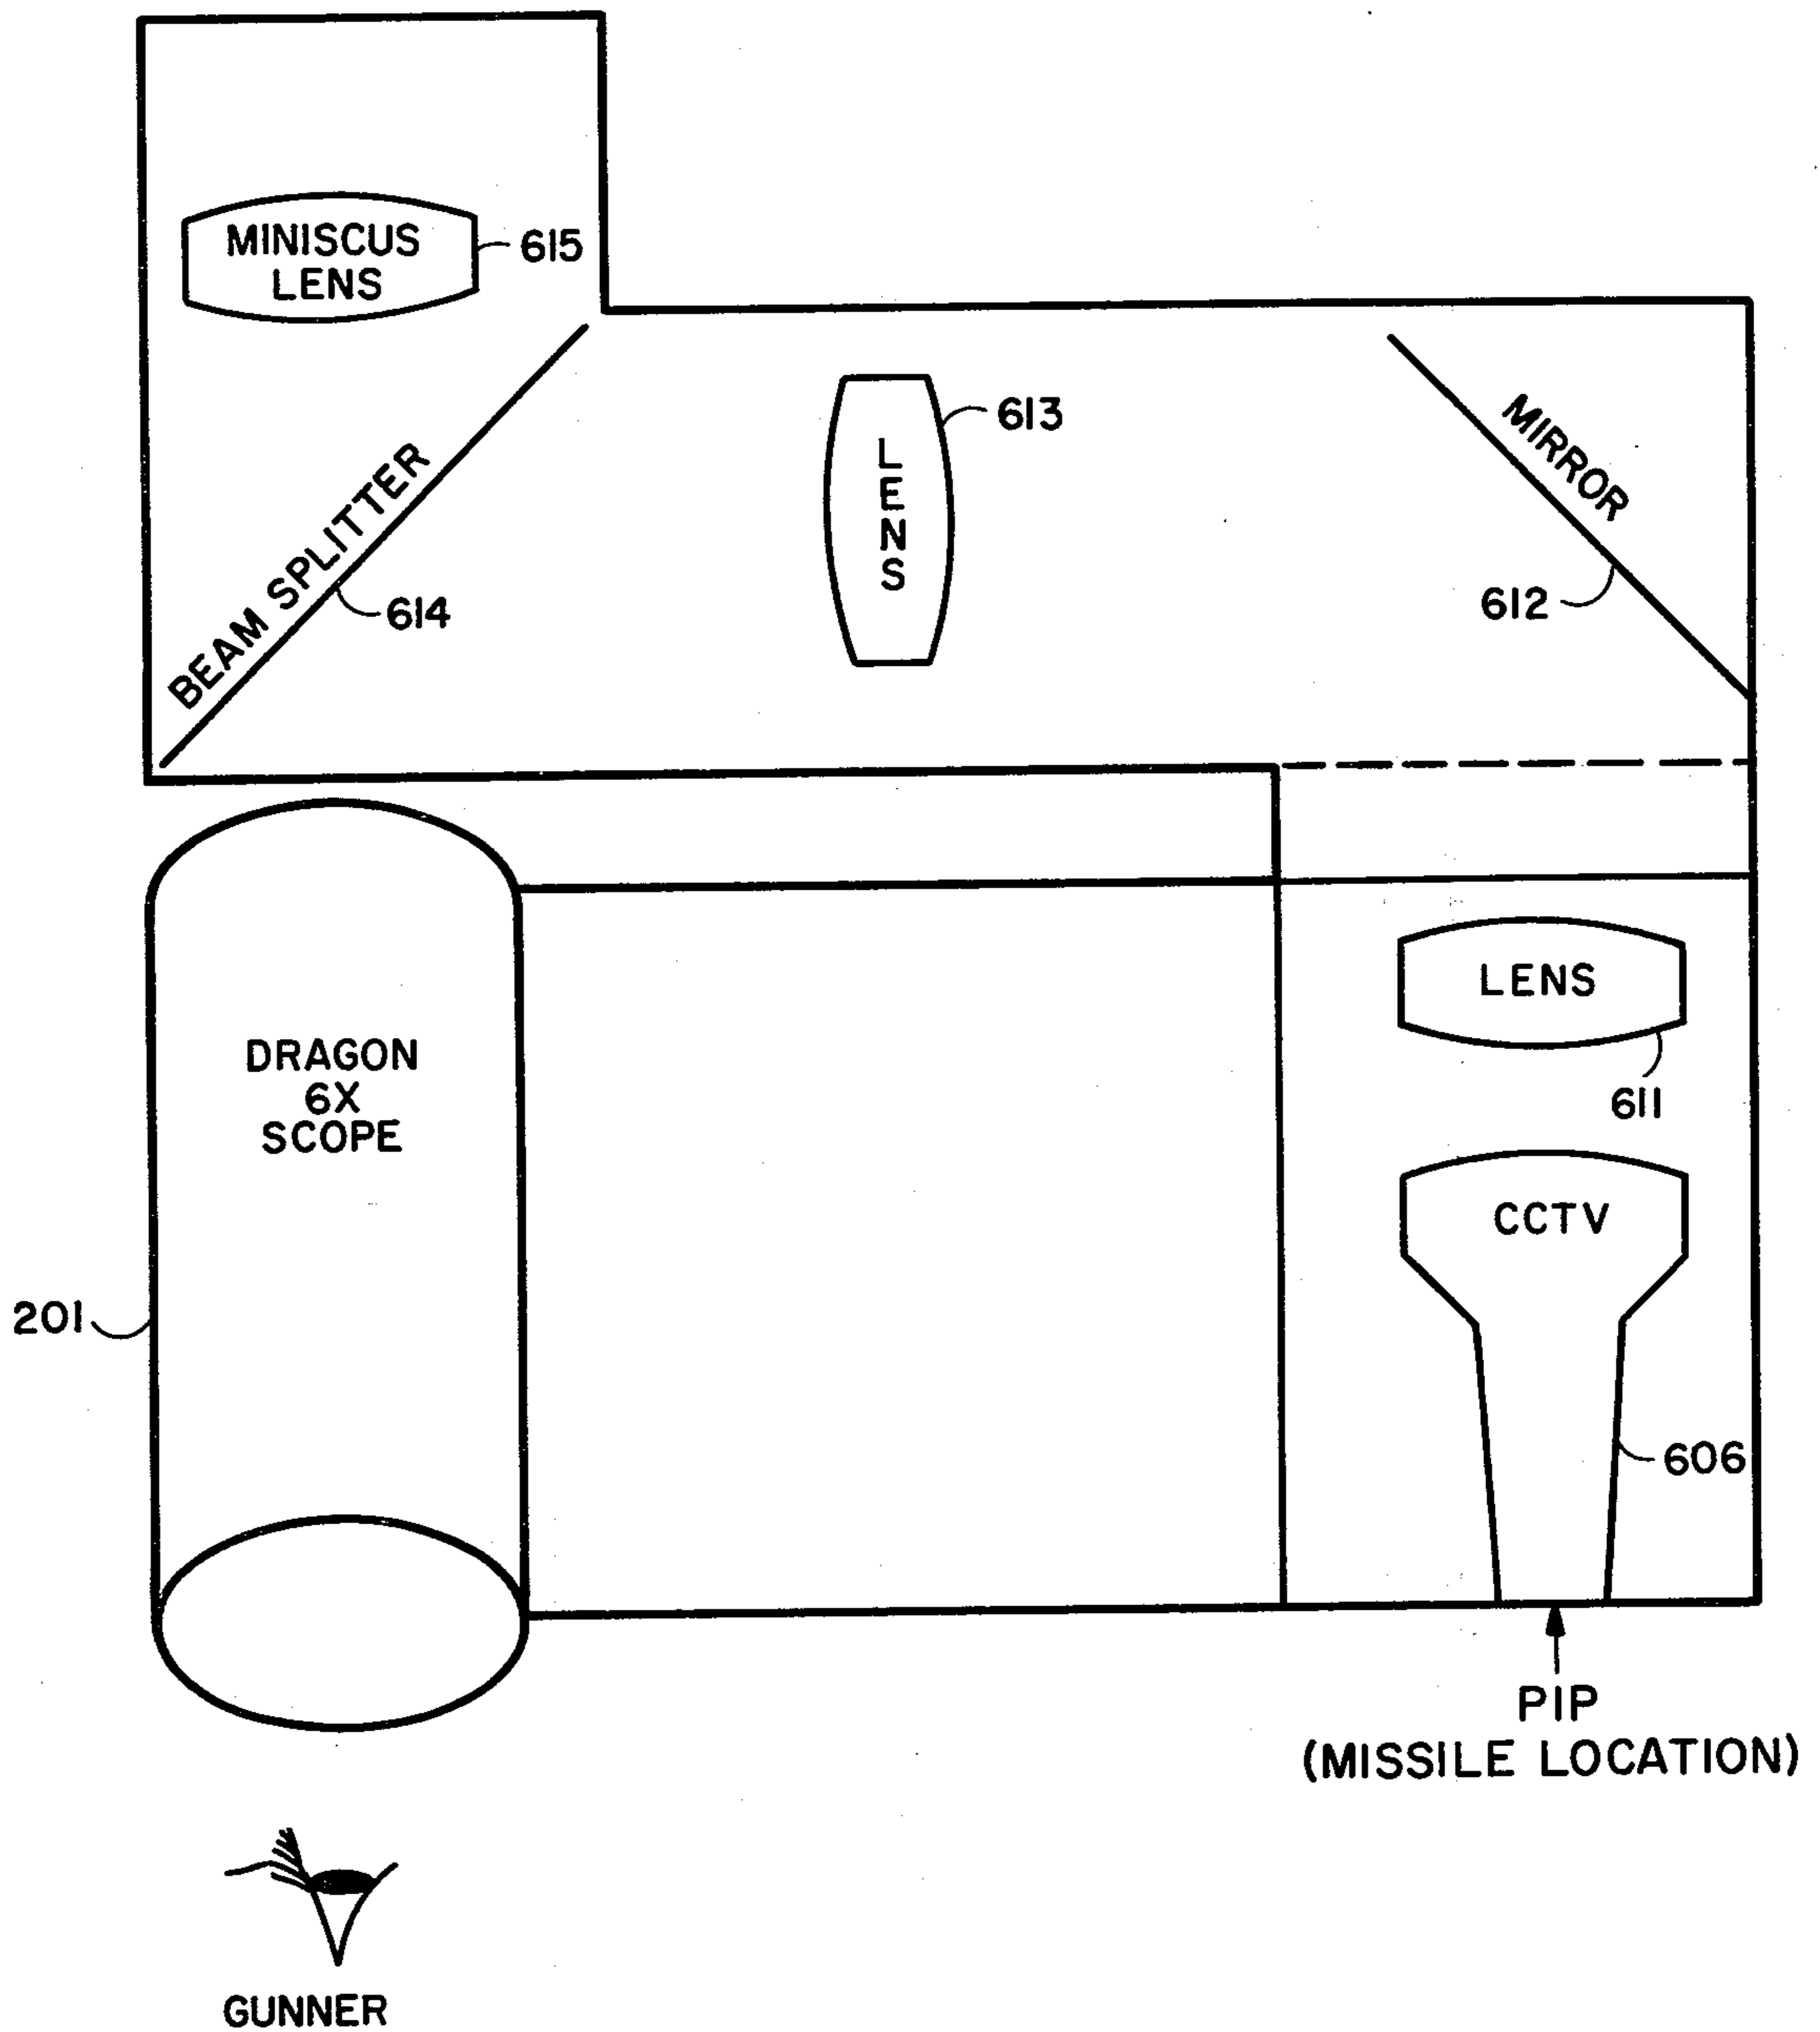 MINISCUS
LENS
615
613
LENS
MIRROR
612
BEAM SPLITTER
614
DRAGON
6X
SCOPE
LENS
611
CCTV
201
606
PIP
(MISSILE LOCATION)
GUNNER